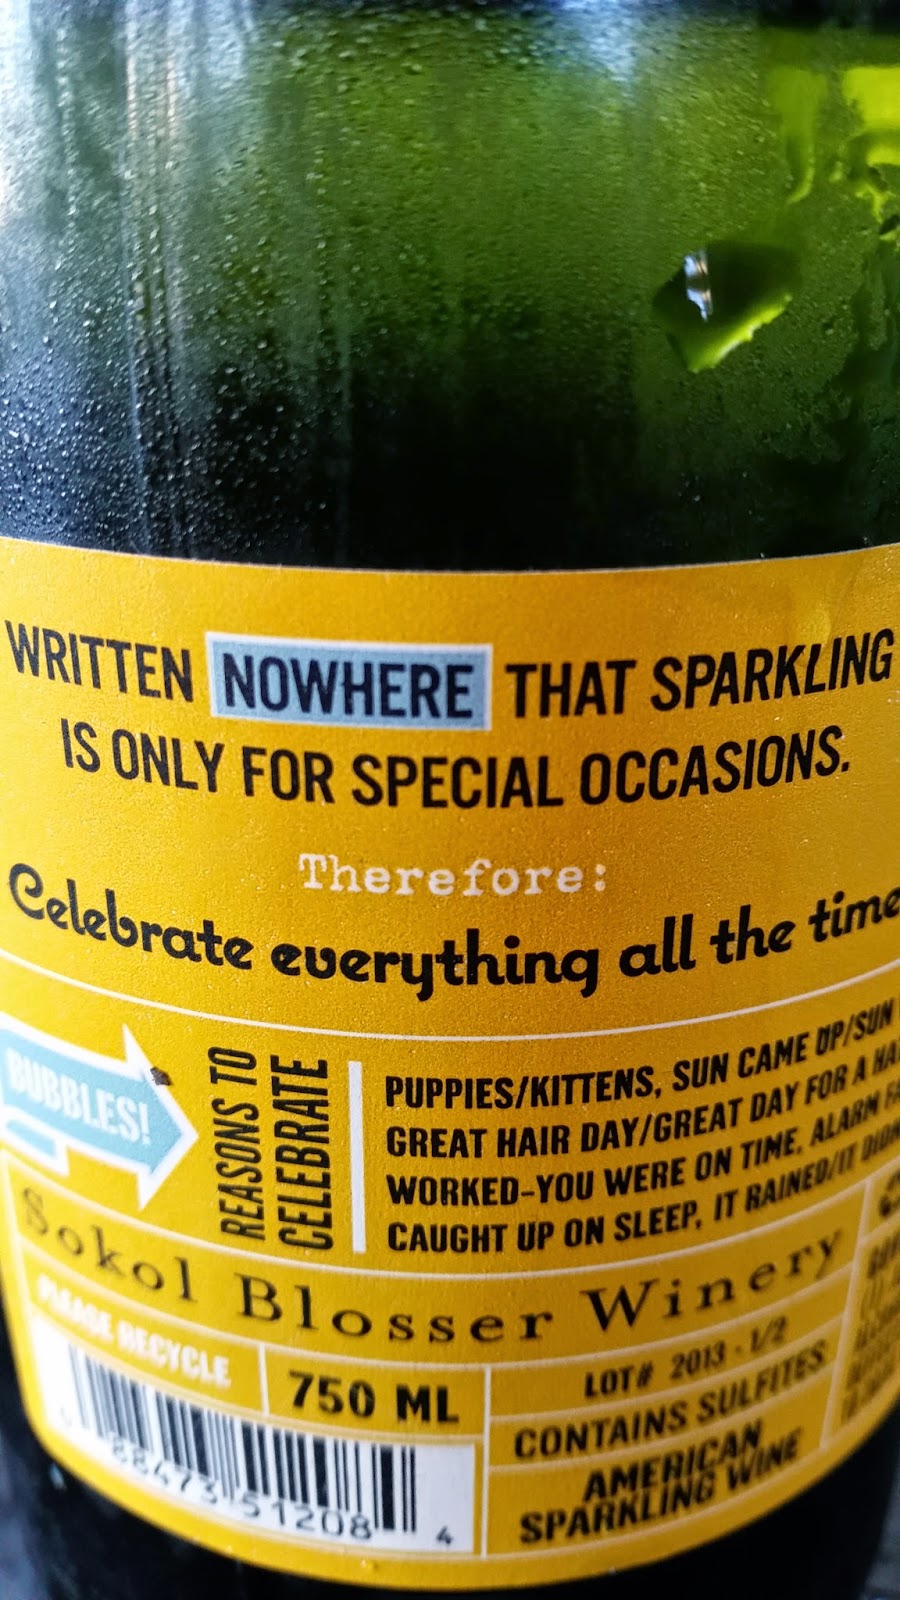 WRITTEN NOWHERE THAT SPARKLING
IS ONLY FOR SPECIAL OCCASIONS.
Therefore:
Celebrate everything all the time
BUBBLES!
REASONS TO
CELEBRATE
PUPPIES/KITTENS, SUN CAME UP/SUN
GREAT HAIR DAY/GREAT DAY FOR A
WORKED-YOU WERE ON TIME, ALARM
CAUGHT UP ON SLEEP, IT RAINED/IT
Sokol Blosser Winery
PLEASE RECYCLE
750 ML
LOT# 2013 - 1/2
CONTAINS SULFITES
AMERICAN
SPARKLING WINE
88473 51208 4